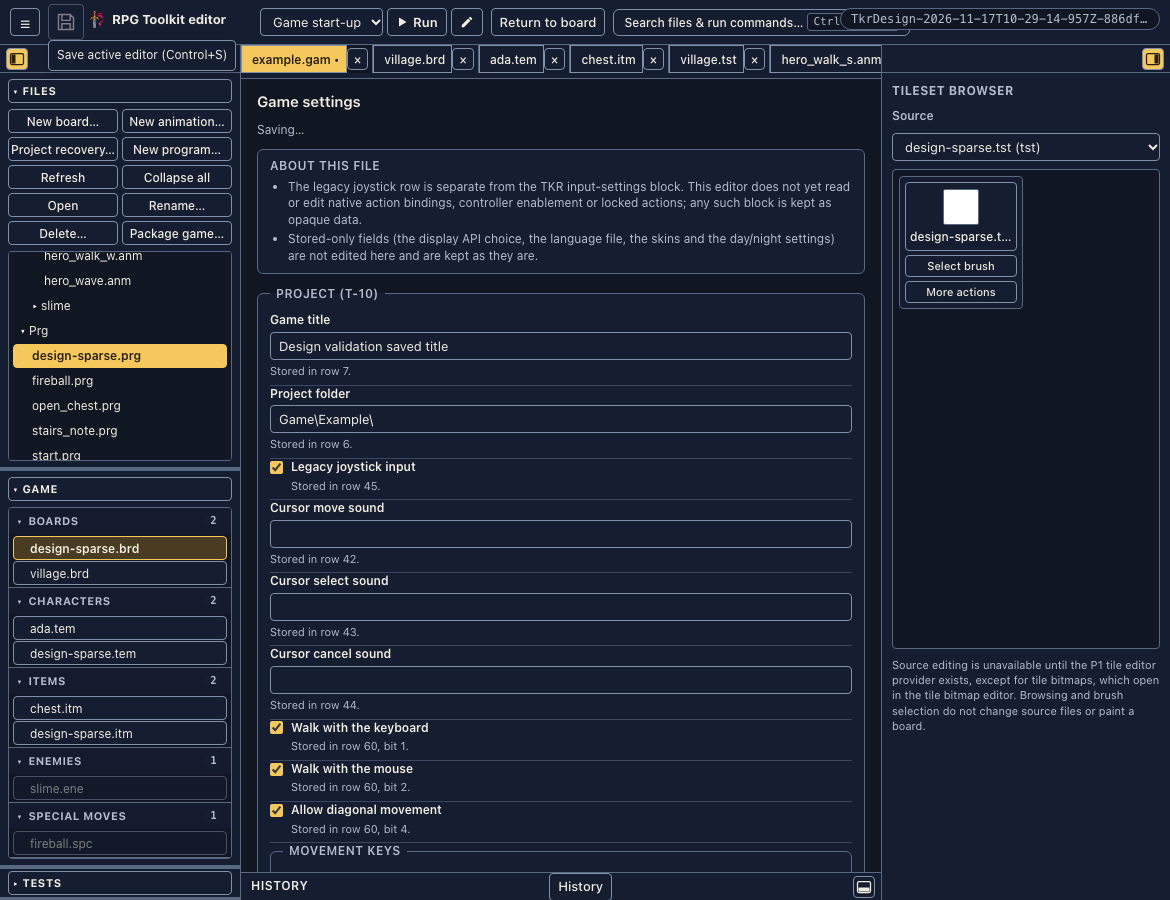 RPG Toolkit editor
Game start-up
Run
Return to board
Search files & run commands...
Ctrl
TkrDesign-2026-11-17T10-29-14-957Z-886df…
Save active editor (Control+S)
example.gam •
x
village.brd
x
ada.tem
x
chest.itm
x
village.tst
x
hero_walk_s.anm
FILES
New board...
New animation...
Project recovery...
New program...
Refresh
Collapse all
Open
Rename...
Delete...
Package game...
hero_walk_w.anm
hero_wave.anm
slime
Prg
design-sparse.prg
fireball.prg
open_chest.prg
stairs_note.prg
start.prg
GAME
BOARDS 2
design-sparse.brd
village.brd
CHARACTERS 2
ada.tem
design-sparse.tem
ITEMS 2
chest.itm
design-sparse.itm
ENEMIES 1
slime.ene
SPECIAL MOVES 1
fireball.spc
TESTS
Game settings
Saving...
ABOUT THIS FILE
• The legacy joystick row is separate from the TKR input-settings block. This editor does not yet read
or edit native action bindings, controller enablement or locked actions; any such block is kept as
opaque data.
• Stored-only fields (the display API choice, the language file, the skins and the day/night settings)
are not edited here and are kept as they are.
PROJECT (T-10)
Game title
Design validation saved title
Stored in row 7.
Project folder
Game\Example\
Stored in row 6.
Legacy joystick input
Stored in row 45.
Cursor move sound
Stored in row 42.
Cursor select sound
Stored in row 43.
Cursor cancel sound
Stored in row 44.
Walk with the keyboard
Stored in row 60, bit 1.
Walk with the mouse
Stored in row 60, bit 2.
Allow diagonal movement
Stored in row 60, bit 4.
MOVEMENT KEYS
HISTORY
History
TILESET BROWSER
Source
design-sparse.tst (tst)
design-sparse.t...
Select brush
More actions
Source editing is unavailable until the P1 tile editor
provider exists, except for tile bitmaps, which open
in the tile bitmap editor. Browsing and brush
selection do not change source files or paint a
board.